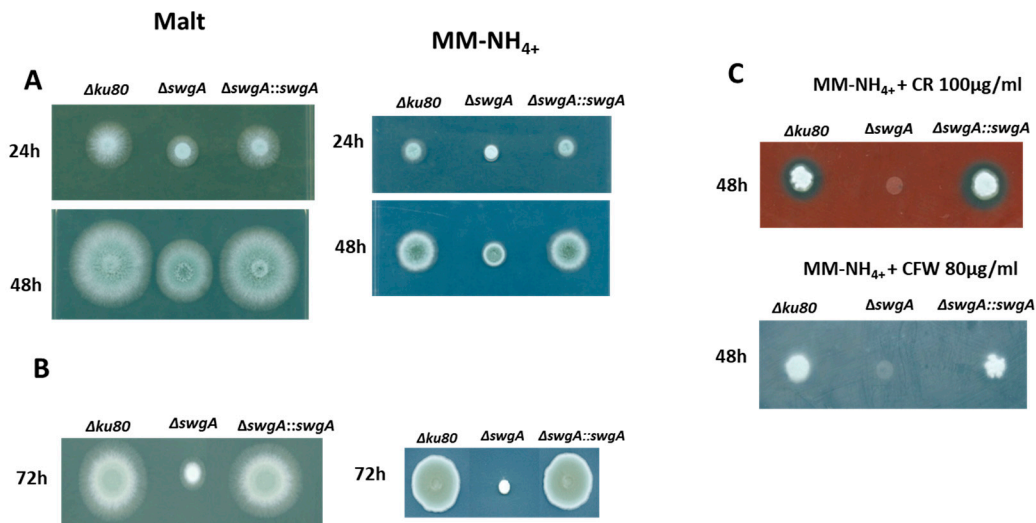 Malt
MM-NH4+
A
Δku80 ΔswgA ΔswgA::swgA
24h
48h
Δku80 ΔswgA ΔswgA::swgA
24h
48h
B
Δku80 ΔswgA ΔswgA::swgA
72h
Δku80 ΔswgA ΔswgA::swgA
72h
C
MM-NH4+ + CR 100µg/ml
Δku80 ΔswgA ΔswgA::swgA
48h
MM-NH4+ + CFW 80µg/ml
Δku80 ΔswgA ΔswgA::swgA
48h